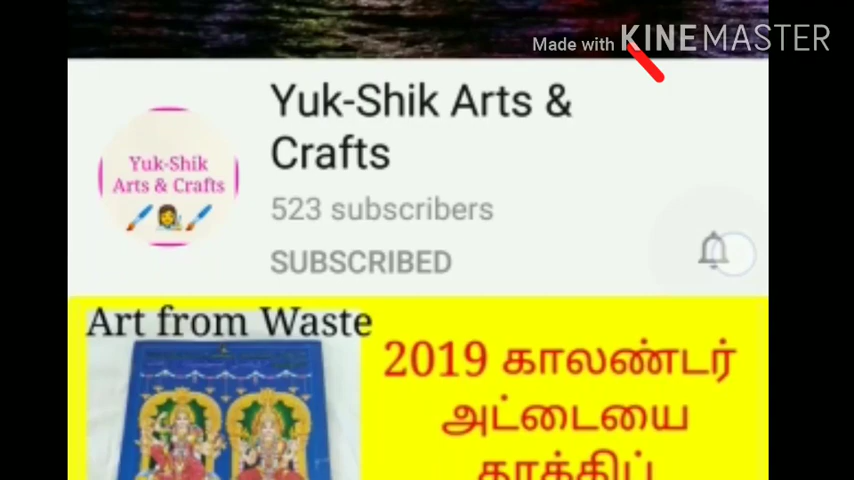 Made with KINEMASTER
Yuk-Shik Arts &
Crafts
Yuk-Shik
Arts & Crafts
523 subscribers
SUBSCRIBED
Art from Waste
2019 காலண்டர்
அட்டையை